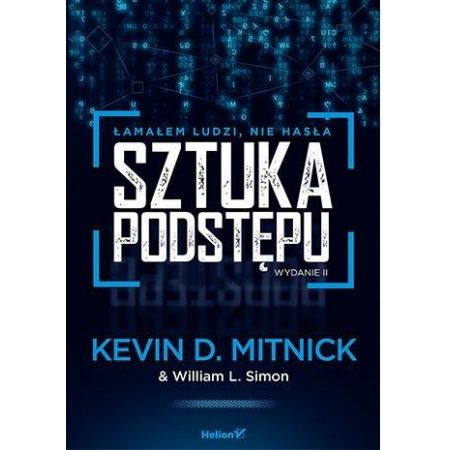 ŁAMAŁEM LUDZI, NIE HASŁA
SZTUKA
PODSTĘPU
WYDANIE II
KEVIN D. MITNICK
& William L. Simon
Helion